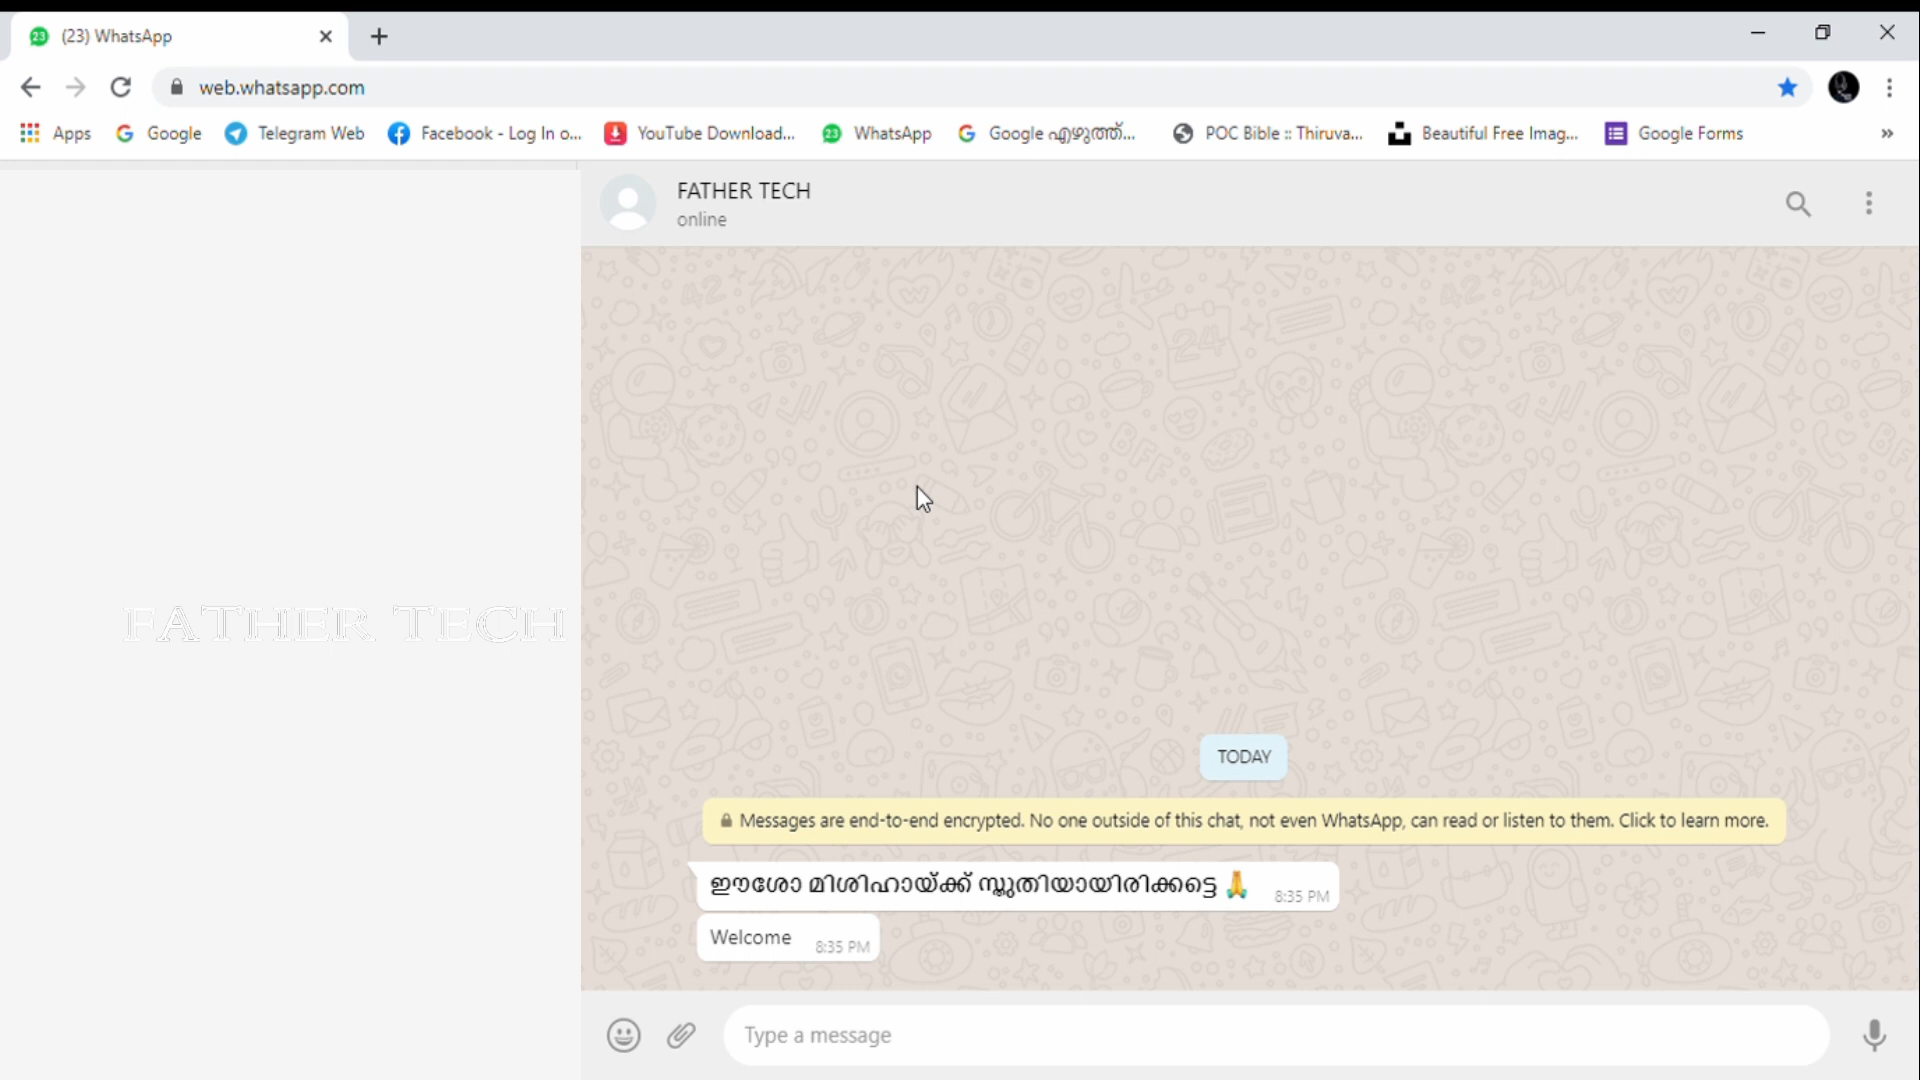 (23) WhatsApp
web.whatsapp.com
Apps
Google
Telegram Web
Facebook - Log In o...
YouTube Download...
23
WhatsApp
Google എഴുത്ത്...
POC Bible :: Thiruva...
Beautiful Free Imag...
Google Forms
»
FATHER TECH
online
FATHER TECH
TODAY
Messages are end-to-end encrypted. No one outside of this chat, not even WhatsApp, can read or listen to them. Click to learn more.
ഈശോ മിശിഹായ്ക്ക് സ്തുതിയായിരിക്കട്ടെ 🙏 8:35 PM
Welcome 8:35 PM
Type a message